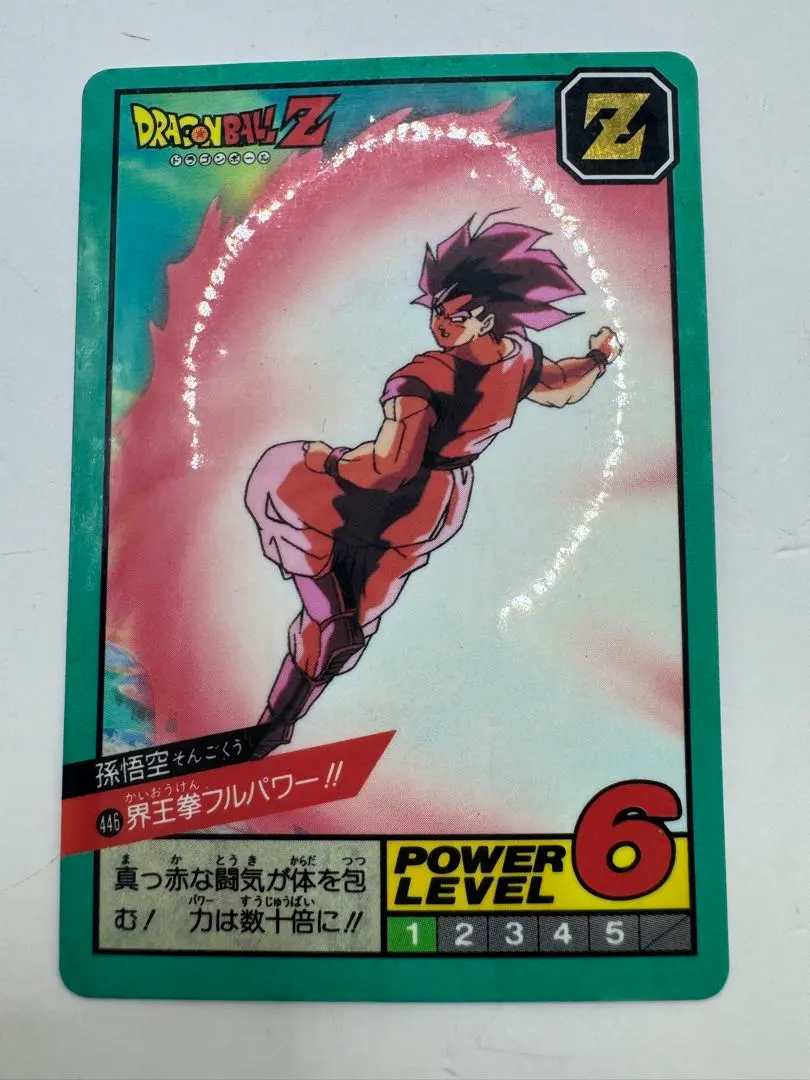 DRAGON BALL Z
ドラゴンボール
Z
孫悟空 そんごくう
かいおうけん
446 界王拳フルパワー!!
ま か とうき からだ つつ
真っ赤な闘気が体を包
パワー すうじゅうばい
む! 力は数十倍に!!
POWER
LEVEL 6
1 2 3 4 5